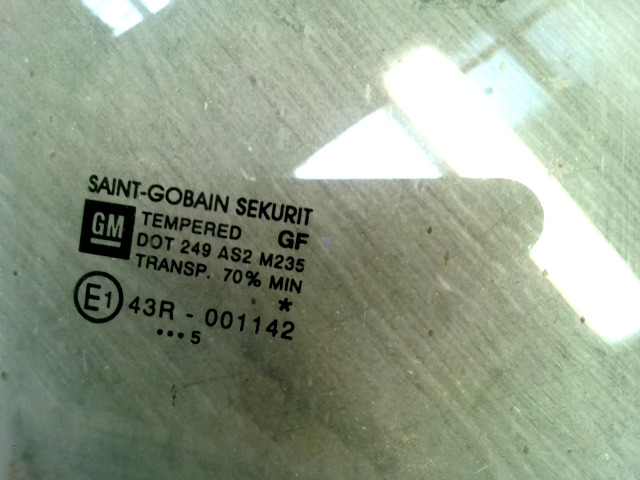 SAINT-GOBAIN SEKURIT
GM
TEMPERED GF
DOT 249 AS2 M235
TRANSP. 70% MIN
*
E1 43R - 001142
•••5